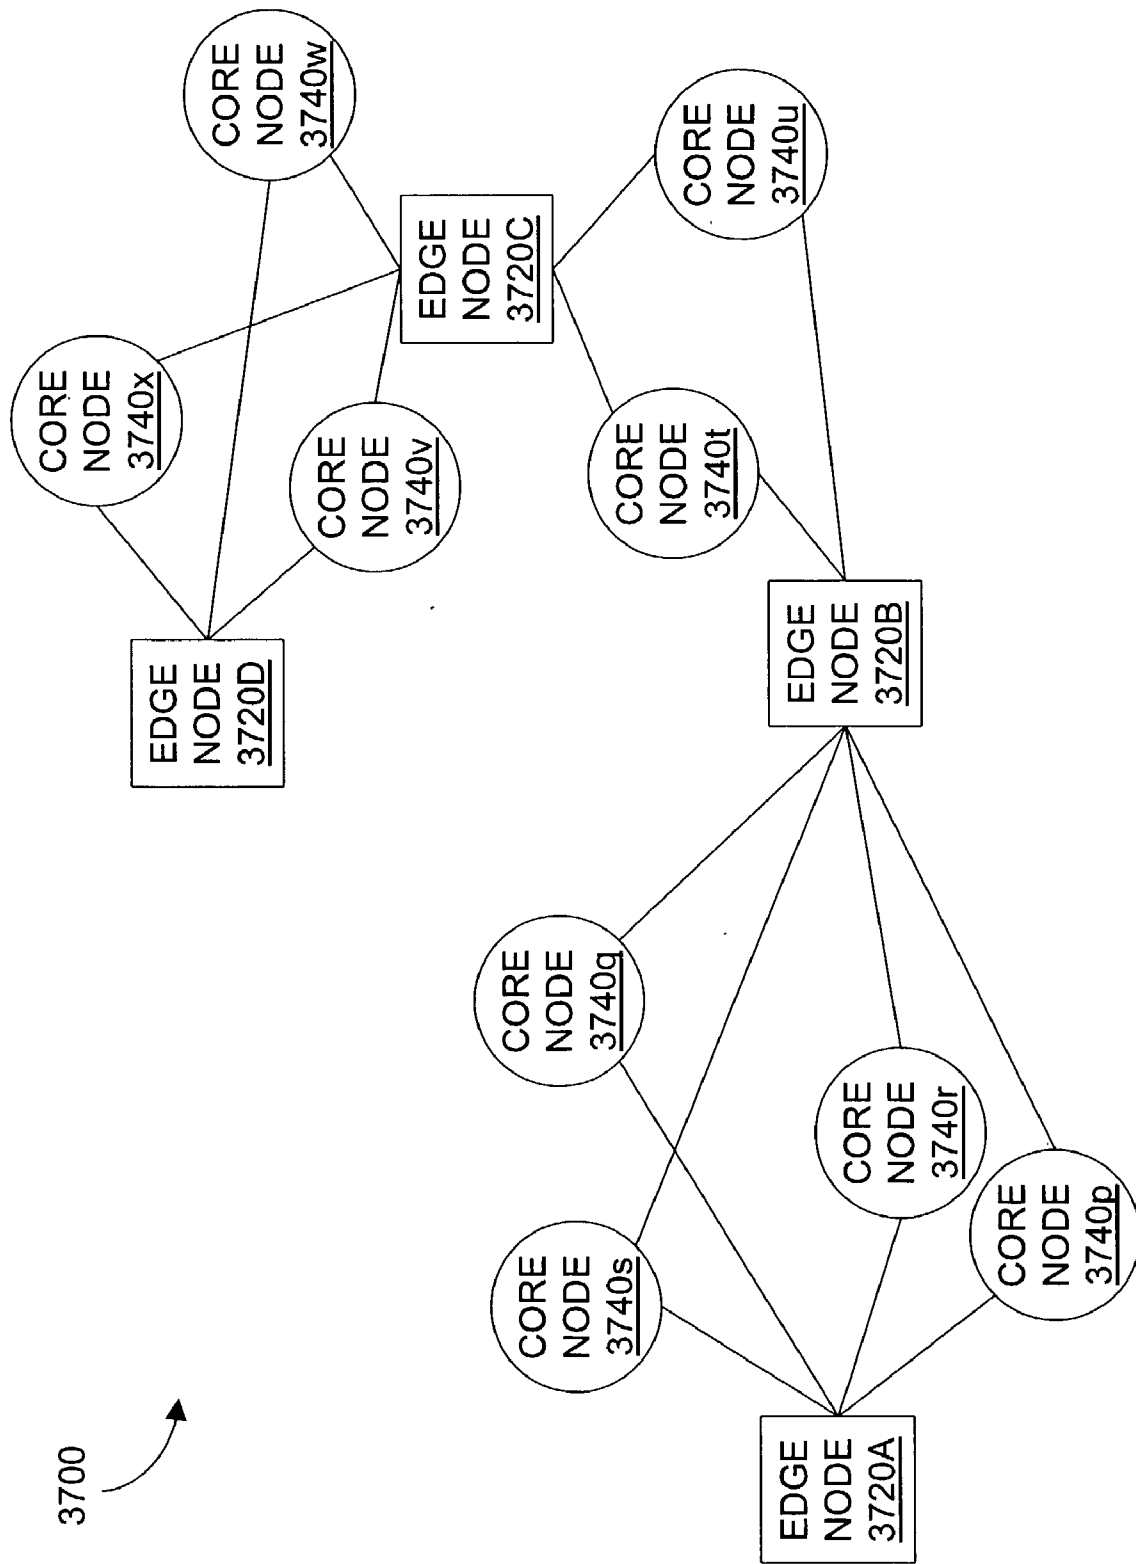 3700
EDGE
NODE
3720A
CORE
NODE
3740s
CORE
NODE
3740q
CORE
NODE
3740r
CORE
NODE
3740p
EDGE
NODE
3720B
EDGE
NODE
3720D
CORE
NODE
3740x
CORE
NODE
3740v
CORE
NODE
3740w
EDGE
NODE
3720C
CORE
NODE
3740t
CORE
NODE
3740u